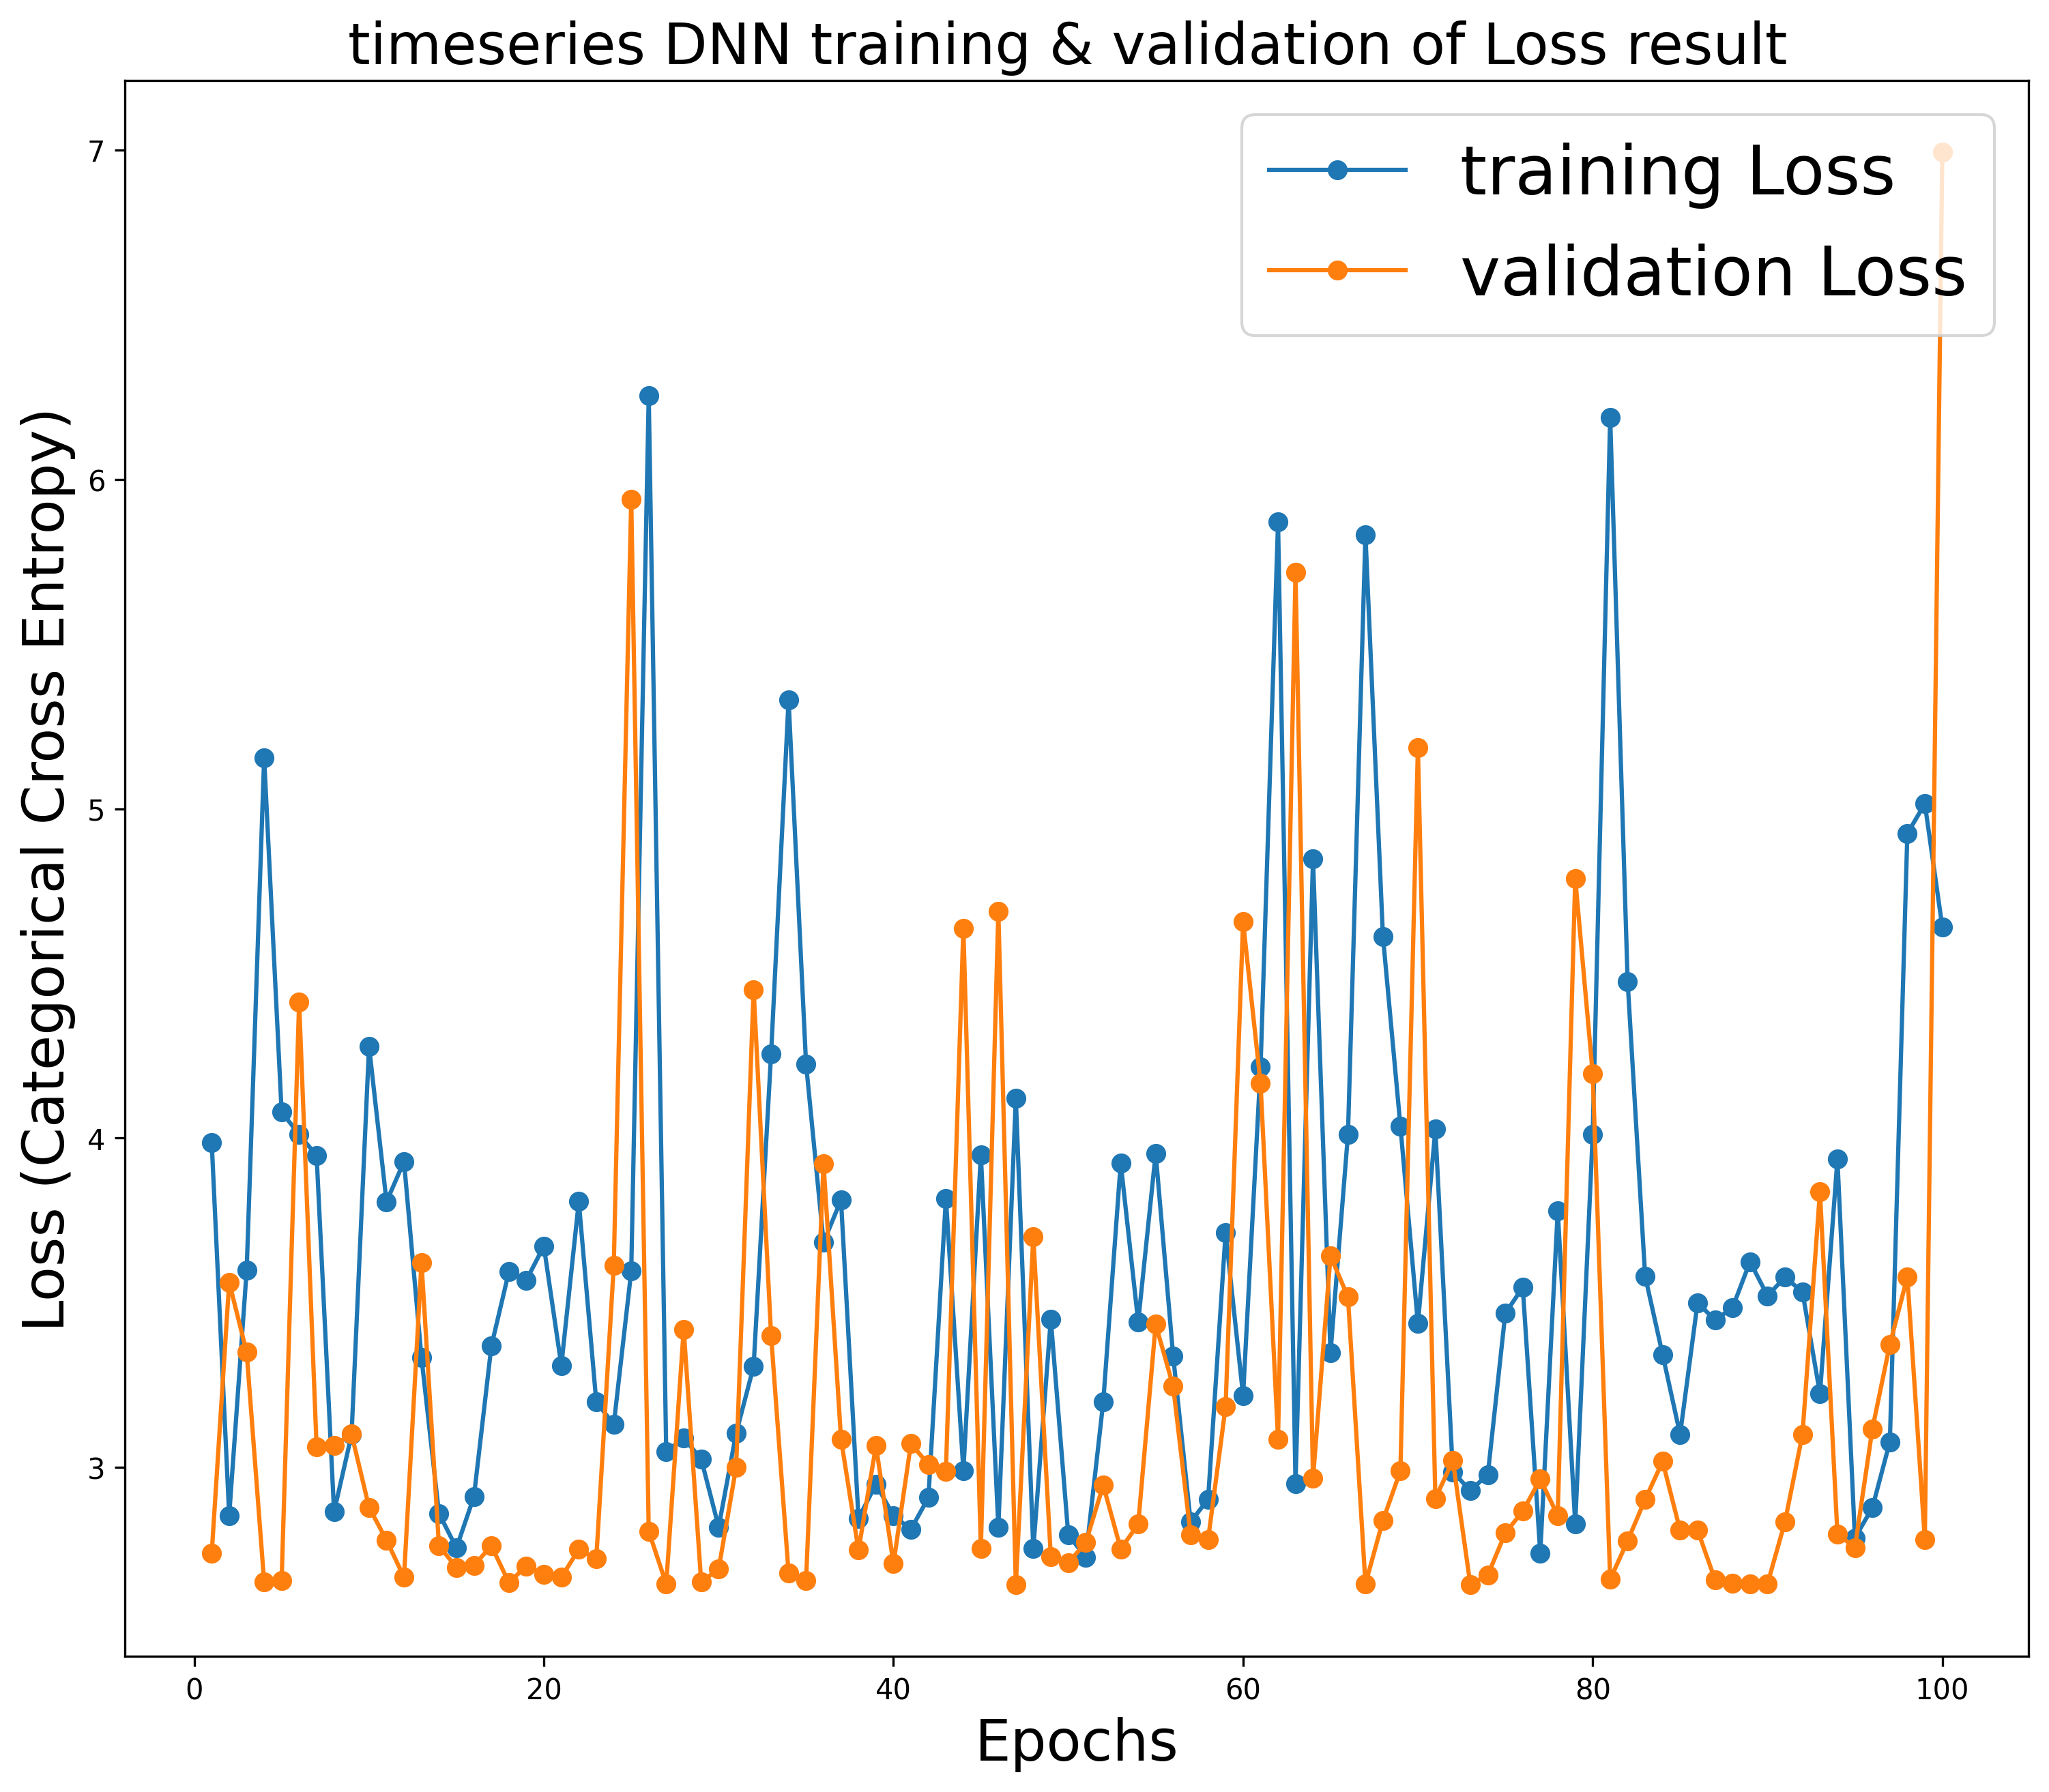 timeseries DNN training & validation of Loss result
training Loss
validation Loss
Loss (Categorical Cross Entropy)
7
6
5
4
3
0 20 40 60 80 100
Epochs